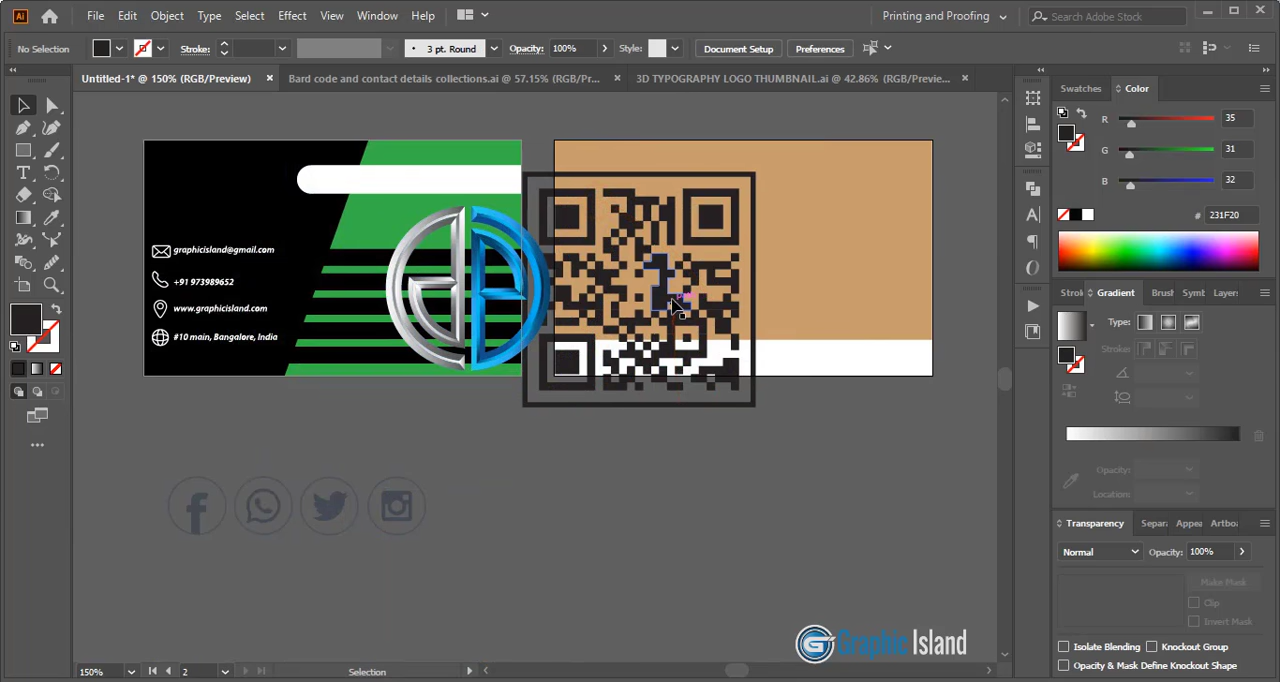 Ai File Edit Object Type Select Effect View Window Help Printing and Proofing Search Adobe Stock
No Selection Stroke: 3 pt. Round Opacity: 100% Style: Document Setup Preferences
Untitled-1* @ 150% (RGB/Preview) × Bard code and contact details collections.ai @ 57.15% (RGB/Pr... × 3D TYPOGRAPHY LOGO THUMBNAIL.ai @ 42.86% (RGB/Previe... ×
Swatches Color
R 35
G 31
B 32
# 231F20
graphicisland@gmail.com
+91 973989652
www.graphicisland.com
#10 main, Bangalore, India
Strol Gradient Brush Symb Layers
Type:
Stroke:
Opacity:
Location:
Transparency Separ Appea Artboa
Normal Opacity: 100%
Make Mask
Clip
Invert Mask
Isolate Blending Knockout Group
Opacity & Mask Define Knockout Shape
Graphic Island
150% 2 Selection